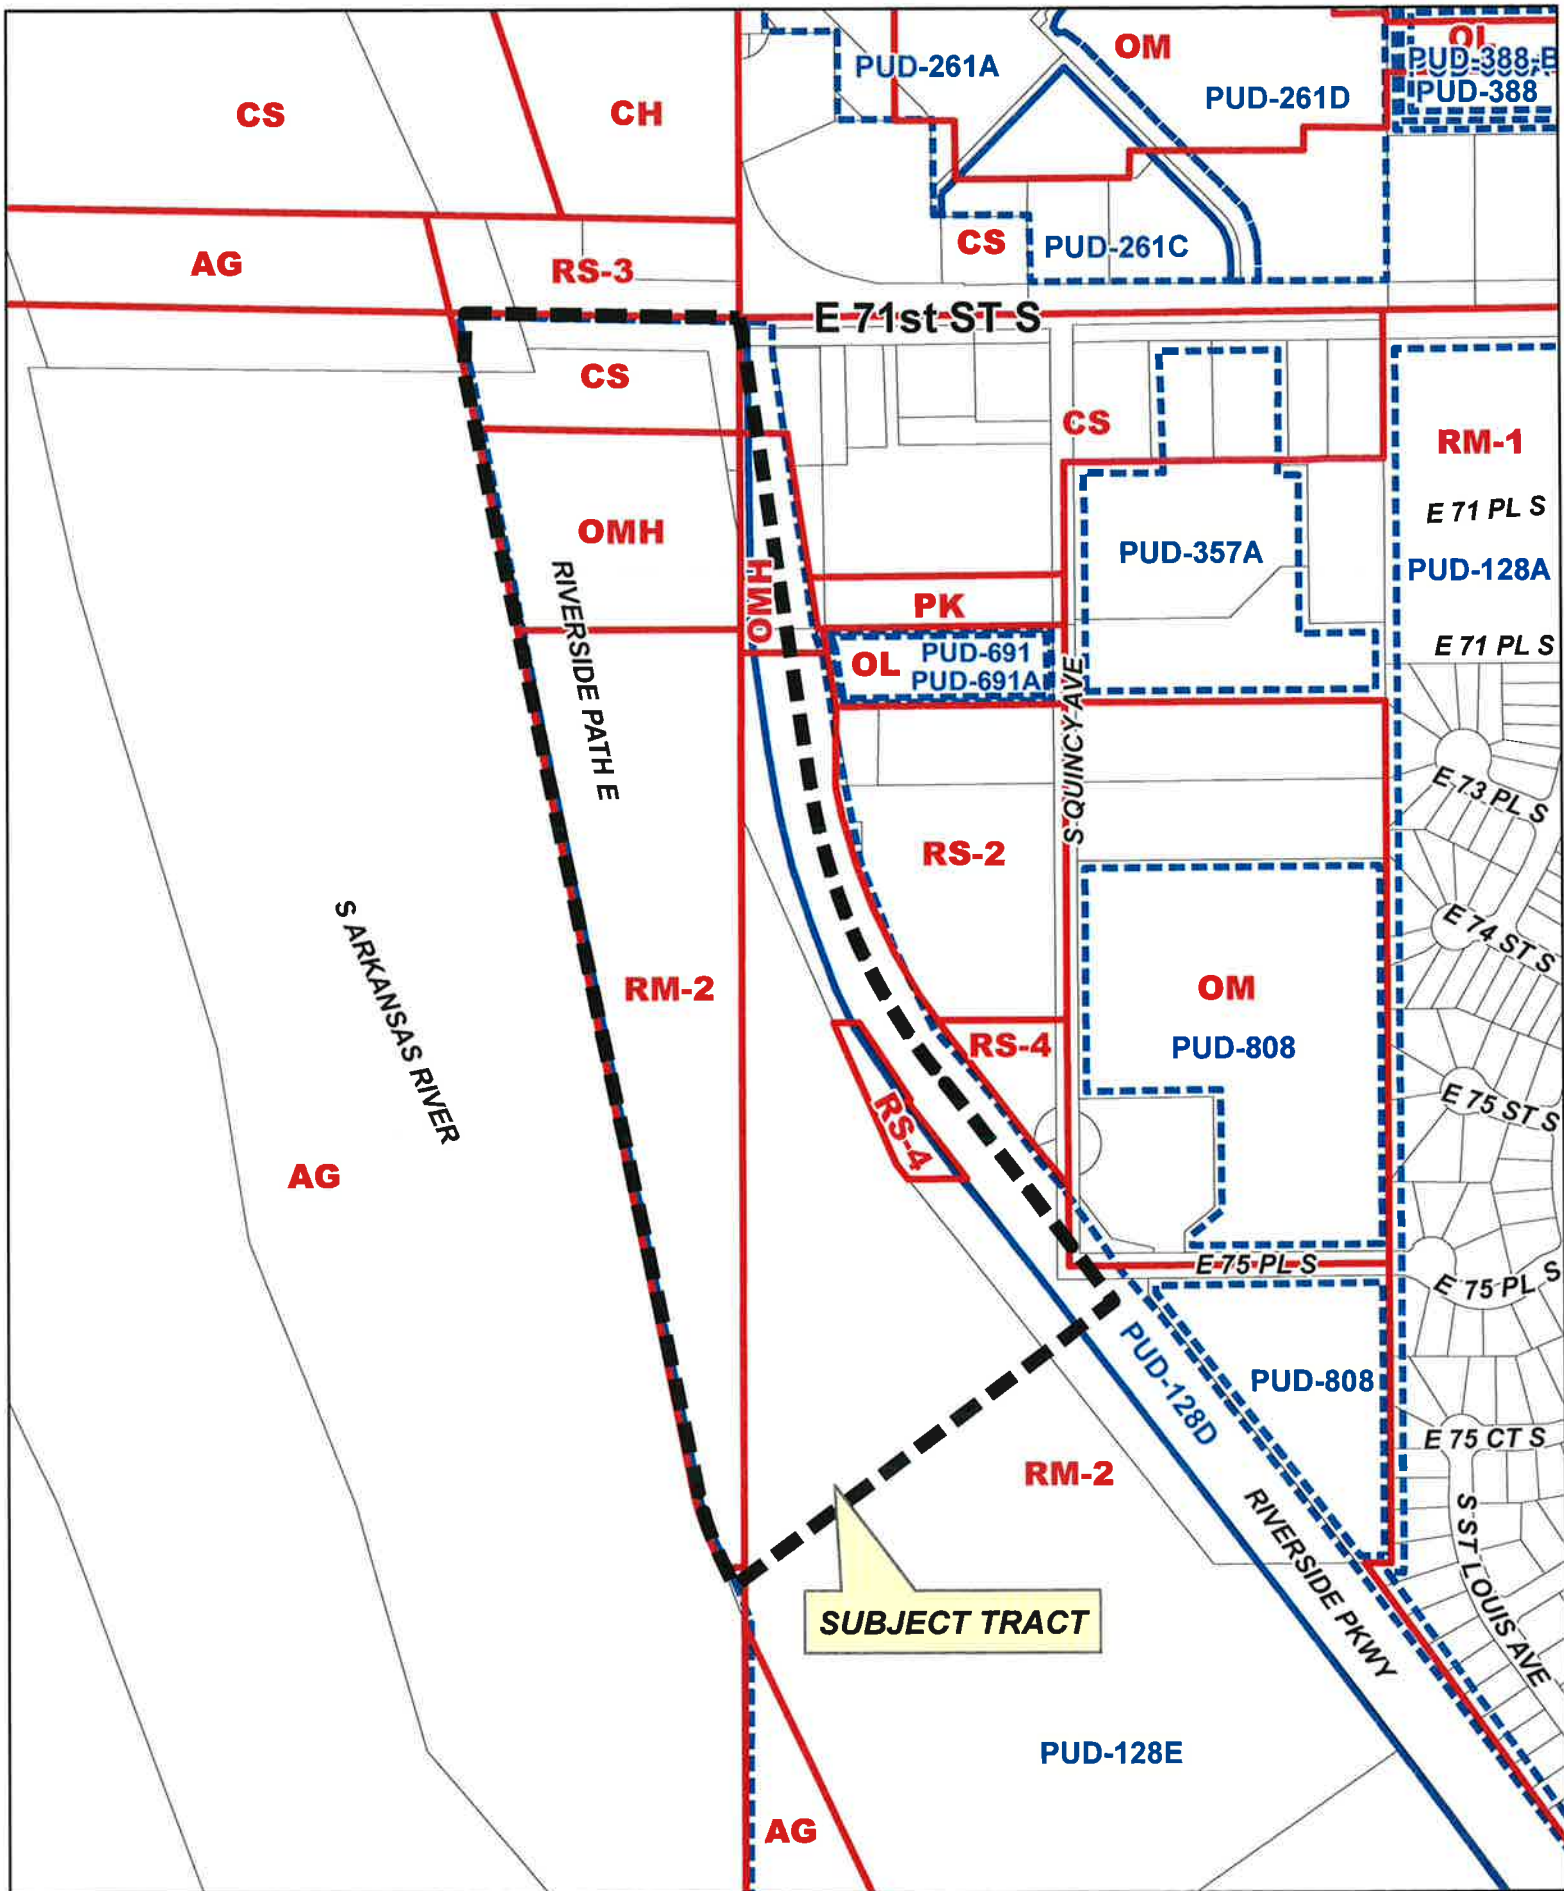 CS
CH
PUD-261A
OM
PUD-261D
OL
PUD-388-B
PUD-388
AG
RS-3
CS
PUD-261C
E 71st ST S
CS
CS
RM-1
E 71 PL S
OMH
PUD-357A
PUD-128A
RIVERSIDE PATH E
OMH
PK
OL
PUD-691
PUD-691A
E 71 PL S
S QUINCY AVE
E 73 PL S
RS-2
S ARKANSAS RIVER
E 74 ST S
RM-2
OM
PUD-808
RS-4
RS-4
E 75 ST S
AG
E 75 PL S
E 75 PL S
PUD-128D
PUD-808
E 75 CT S
RM-2
RIVERSIDE PKWY
S ST LOUIS AVE
SUBJECT TRACT
PUD-128E
AG